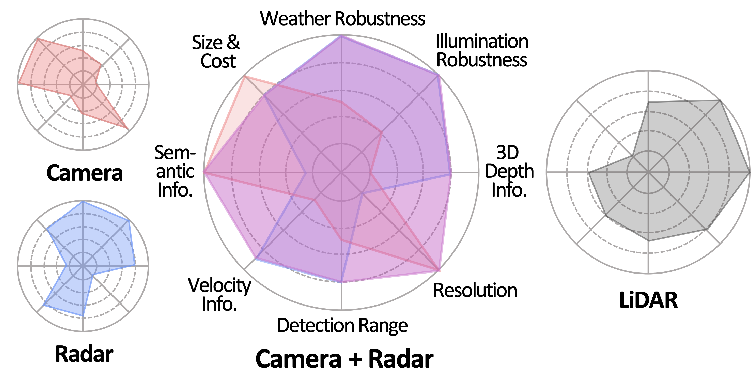 Weather Robustness
Size &
Cost
Illumination
Robustness
Camera
Sem-
antic
Info.
3D
Depth
Info.
Velocity
Info.
Resolution
LiDAR
Detection Range
Radar
Camera + Radar